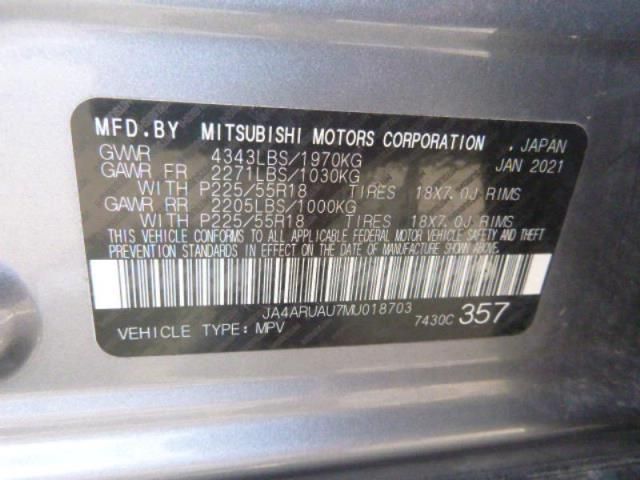 MFD.BY MITSUBISHI MOTORS CORPORATION . JAPAN
GVWR 4343LBS/1970KG JAN 2021
GAWR FR 2271LBS/1030KG
WITH P225/55R18 TIRES 18X7.0J RIMS
GAWR RR 2205LBS/1000KG
WITH P225/55R18 TIRES 18X7.0J RIMS
THIS VEHICLE CONFORMS TO ALL APPLICABLE FEDERAL MOTOR VEHICLE SAFETY AND THEFT
PREVENTION STANDARDS IN EFFECT ON THE DATE OF MANUFACTURE SHOWN ABOVE.
JA4ARUAU7MU018703
VEHICLE TYPE: MPV 7430C 357